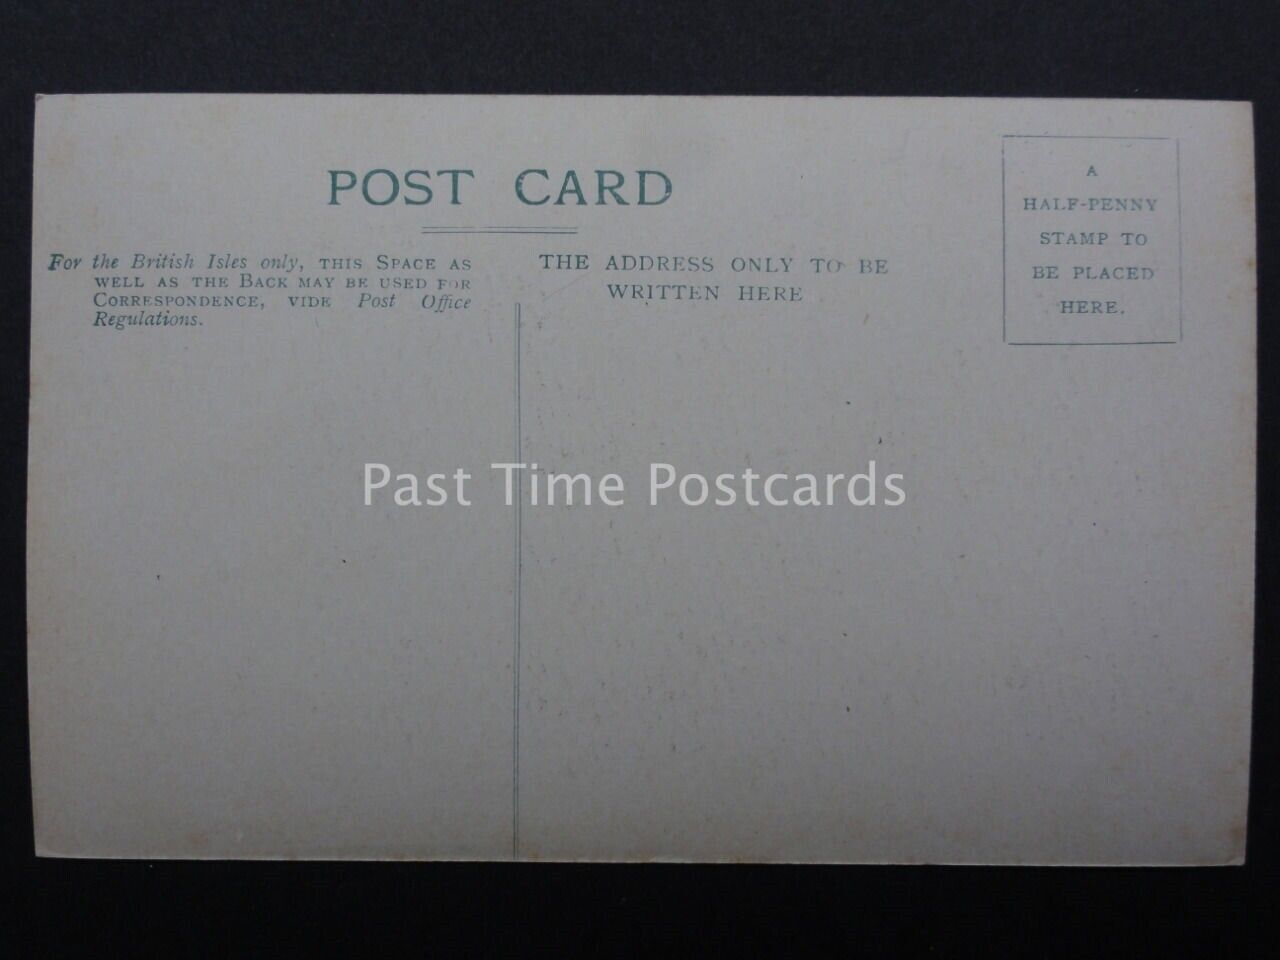 POST CARD
For the British Isles only, THIS SPACE AS
WELL AS THE BACK MAY BE USED FOR
CORRESPONDENCE, VIDE Post Office
Regulations.
THE ADDRESS ONLY TO BE
WRITTEN HERE
A
HALF-PENNY
STAMP TO
BE PLACED
HERE.
Past Time Postcards